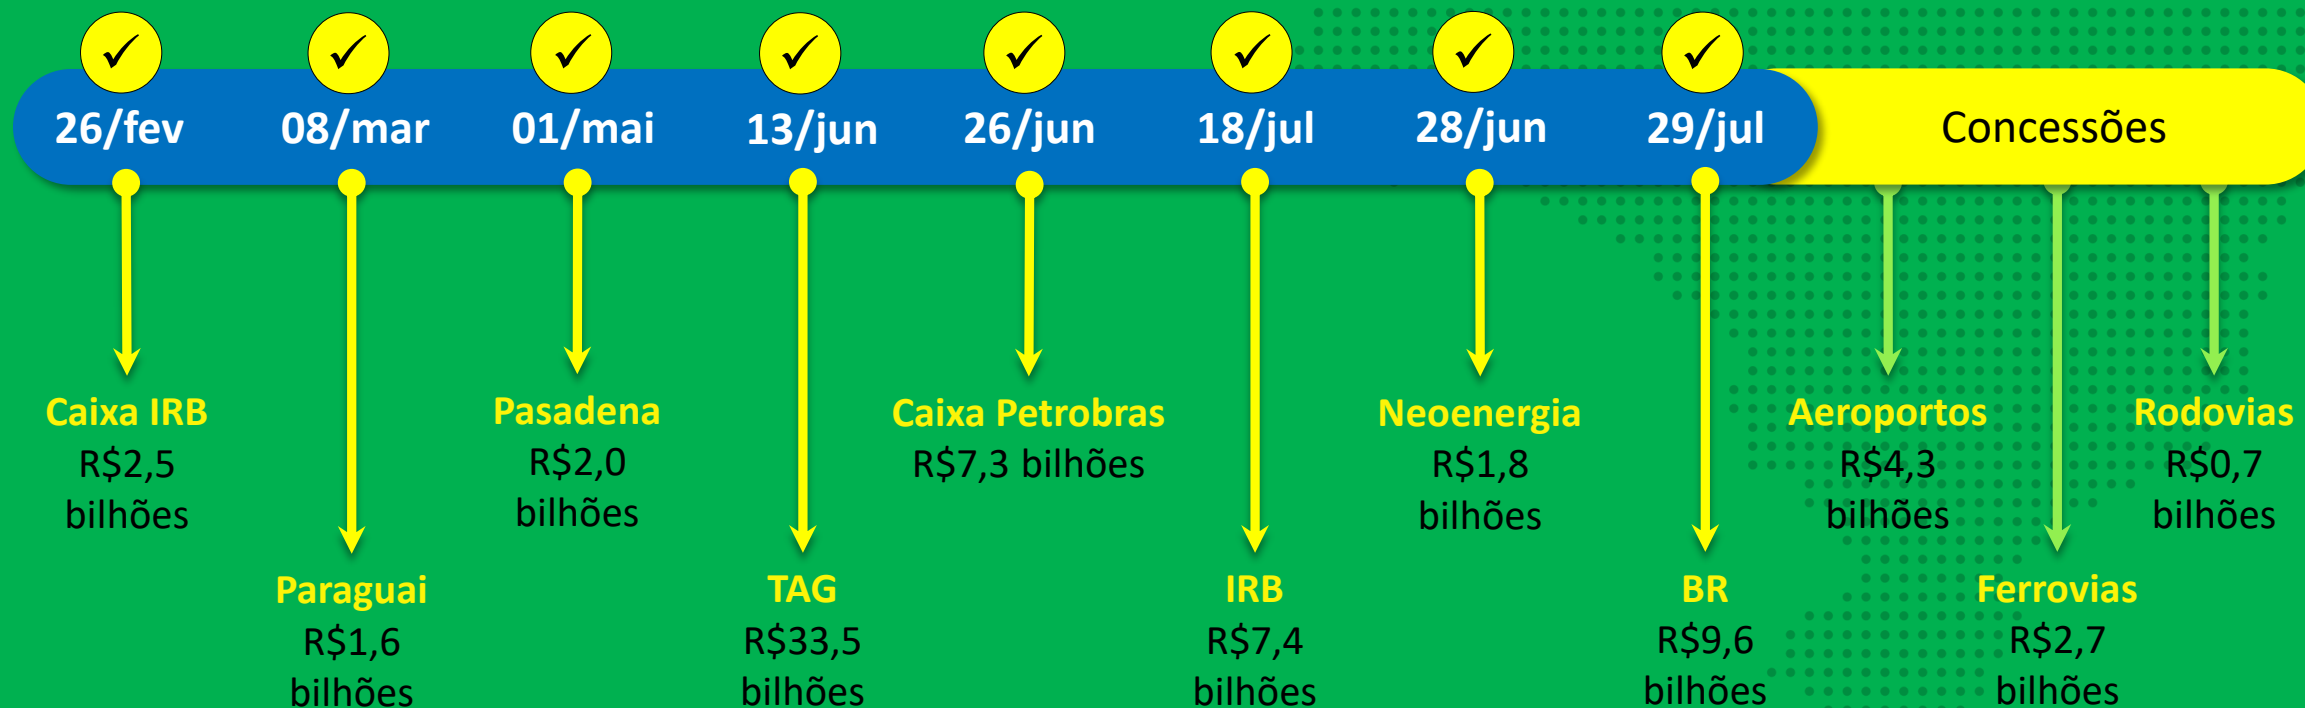 26/fev
08/mar
01/mai
13/jun
26/jun
18/jul
28/jun
29/jul
Concessões
Caixa IRB
R$2,5
bilhões
Paraguai
R$1,6
bilhões
Pasadena
R$2,0
bilhões
TAG
R$33,5
bilhões
Caixa Petrobras
R$7,3 bilhões
IRB
R$7,4
bilhões
Neoenergia
R$1,8
bilhões
BR
R$9,6
bilhões
Aeroportos
R$4,3
bilhões
Ferrovias
R$2,7
bilhões
Rodovias
R$0,7
bilhões